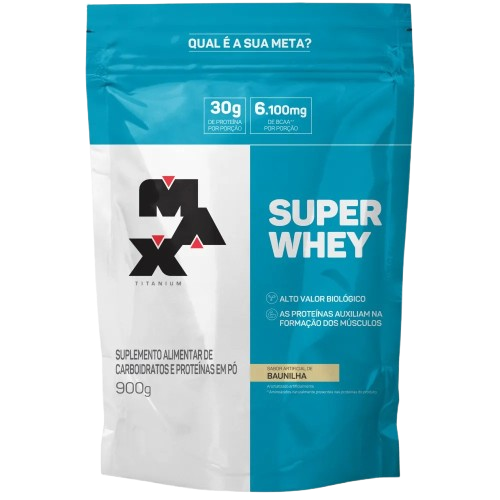 QUAL É A SUA META?
30g
DE PROTEÍNA
POR PORÇÃO
6.100mg
DE BCAA**
POR PORÇÃO
MAX
TITANIUM
SUPER
WHEY
ALTO VALOR BIOLÓGICO
AS PROTEÍNAS AUXILIAM NA
FORMAÇÃO DOS MÚSCULOS
SUPLEMENTO ALIMENTAR DE
CARBOIDRATOS E PROTEÍNAS EM PÓ
900g
SABOR ARTIFICIAL DE
BAUNILHA